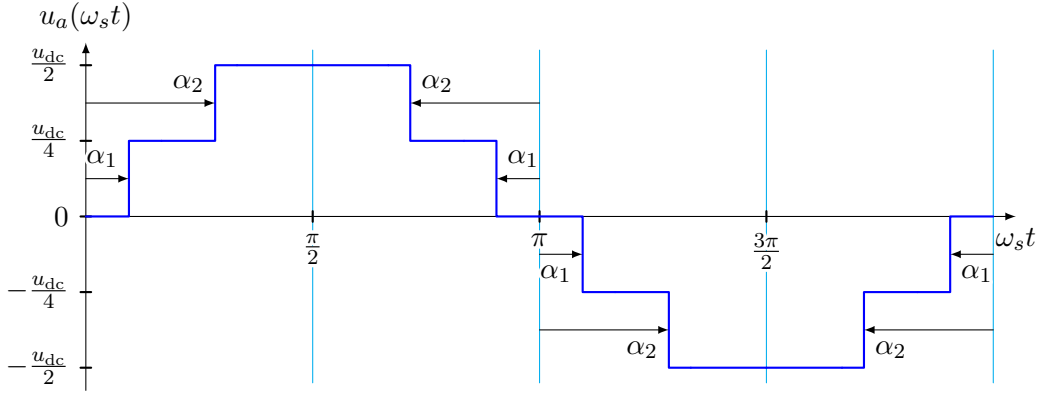 u_a(ω_s t)
u_dc/2
α_2 α_2
u_dc/4
α_1 α_1
0
π/2 π 3π/2 ω_s t
α_1 α_1
−u_dc/4
α_2 α_2
−u_dc/2